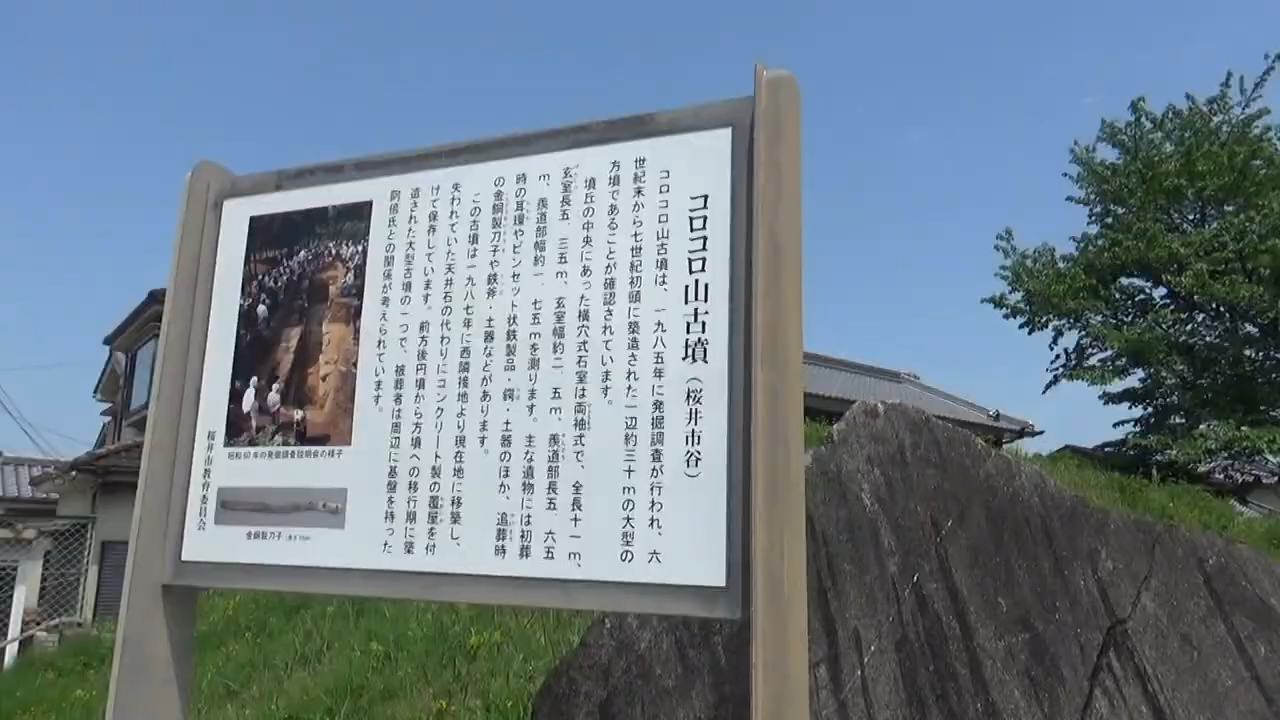 コロコロ山古墳（桜井市谷）
コロコロ山古墳は、一九八五年に発掘調査が行われ、六
世紀末から七世紀初頭に築造された一辺約三十ｍの大型の
方墳であることが確認されています。
墳丘の中央にあった横穴式石室は両袖式で、全長十一ｍ、
玄室長五．三五ｍ、玄室幅約二．五ｍ、羨道部長五．六五
ｍ、羨道部幅約一．七五ｍを測ります。主な遺物には初葬
時の耳環やピンセット状鉄製品・鍔・土器のほか、追葬時
の金銅製刀子や鉄斧・土器などがあります。
この古墳は一九八七年に西隣接地より現在地に移築し、
失われていた天井石の代わりにコンクリート製の覆屋を付
けて保存しています。前方後円墳から方墳への移行期に築
造された大型古墳の一つで、被葬者は周辺に基盤を持った
阿倍氏との関係が考えられています。
昭和60年の発掘調査説明会の様子
金銅製刀子
桜井市教育委員会